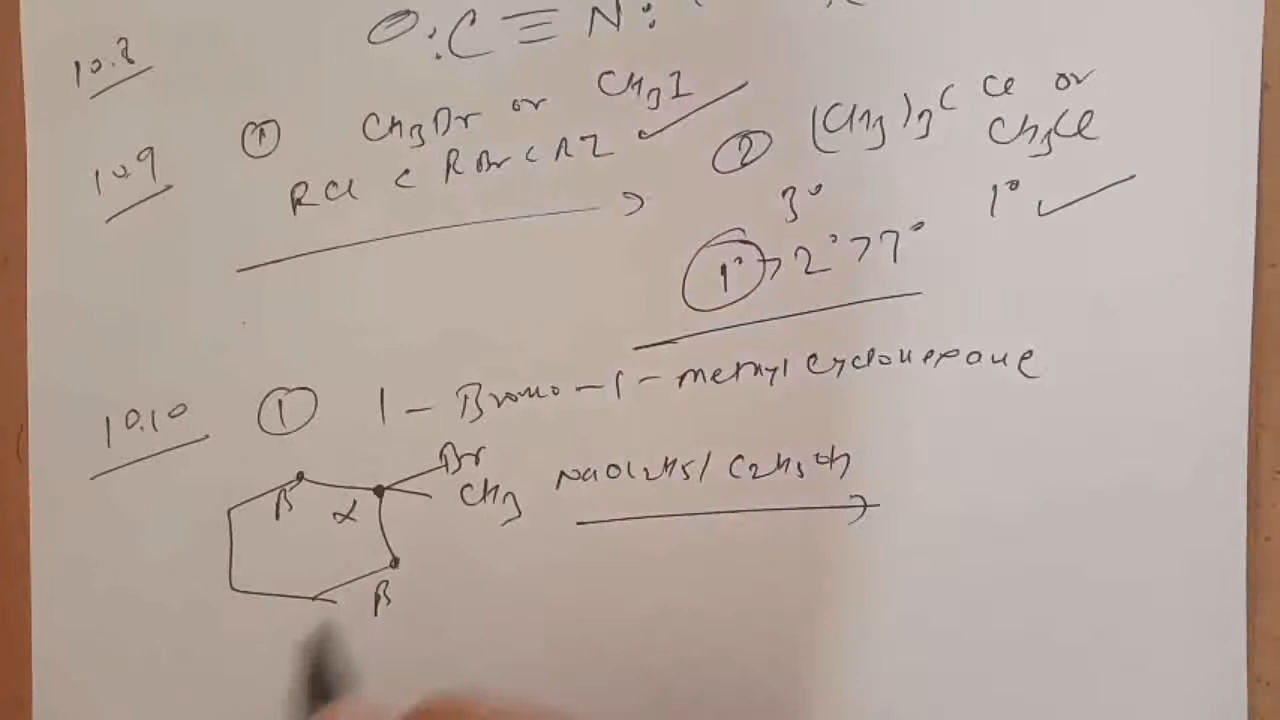 10.8
⊖:C≡N:
10.9
① CH3Br or CH3I
RCl < RBr < RI
② (CH3)3C Cl or
CH3Cl
3° 1°
1° > 2° > 3°
10.10 ① 1 - Bromo - 1 - methylcyclohexane
Br
CH3
β α
β
NaOC2H5 / C2H5OH